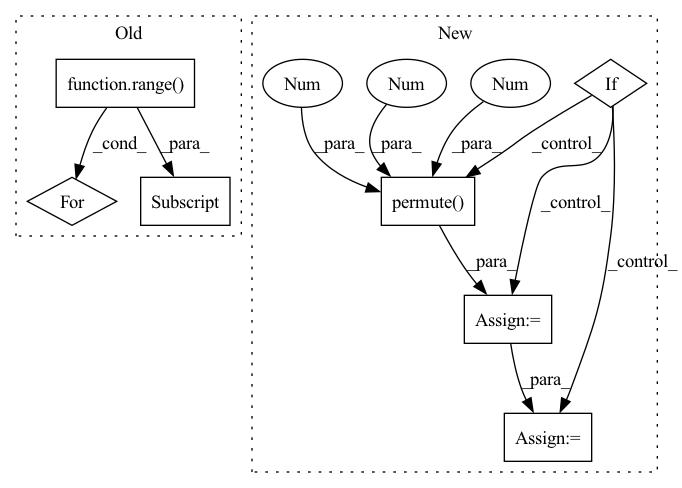 Old
New
function.range()
Num
Num
Num
If
_cond_
_para_
_para_
_para_
_para_
_control_
For
Subscript
permute()
_control_
_para_
_control_
Assign:=
_para_
Assign:=